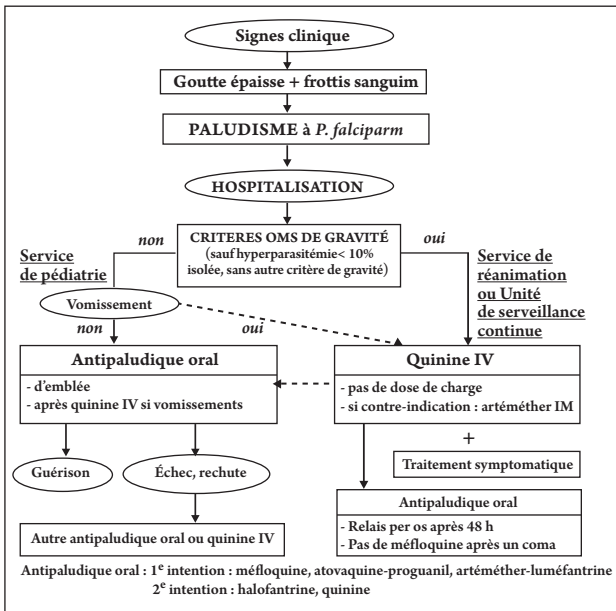 Signes clinique
Goutte épaisse + frottis sanguim
PALUDISME à P. falciparm
HOSPITALISATION
CRITERES OMS DE GRAVITÉ
(sauf hyperparasitémie< 10%
isolée, sans autre critère de gravité)
non
oui
Service
de pédiatrie
Service de
réanimation
ou Unité
de serveillance
continue
Vomissement
non
oui
Antipaludique oral
- d'emblée
- après quinine IV si vomissements
Quinine IV
- pas de dose de charge
- si contre-indication : artéméther IM
+
Traitement symptomatique
Guérison
Échec, rechute
Autre antipaludique oral ou quinine IV
Antipaludique oral
- Relais per os après 48 h
- Pas de méfloquine après un coma
Antipaludique oral : 1e intention : méfloquine, atovaquine-proguanil, artéméther-luméfantrine
2e intention : halofantrine, quinine